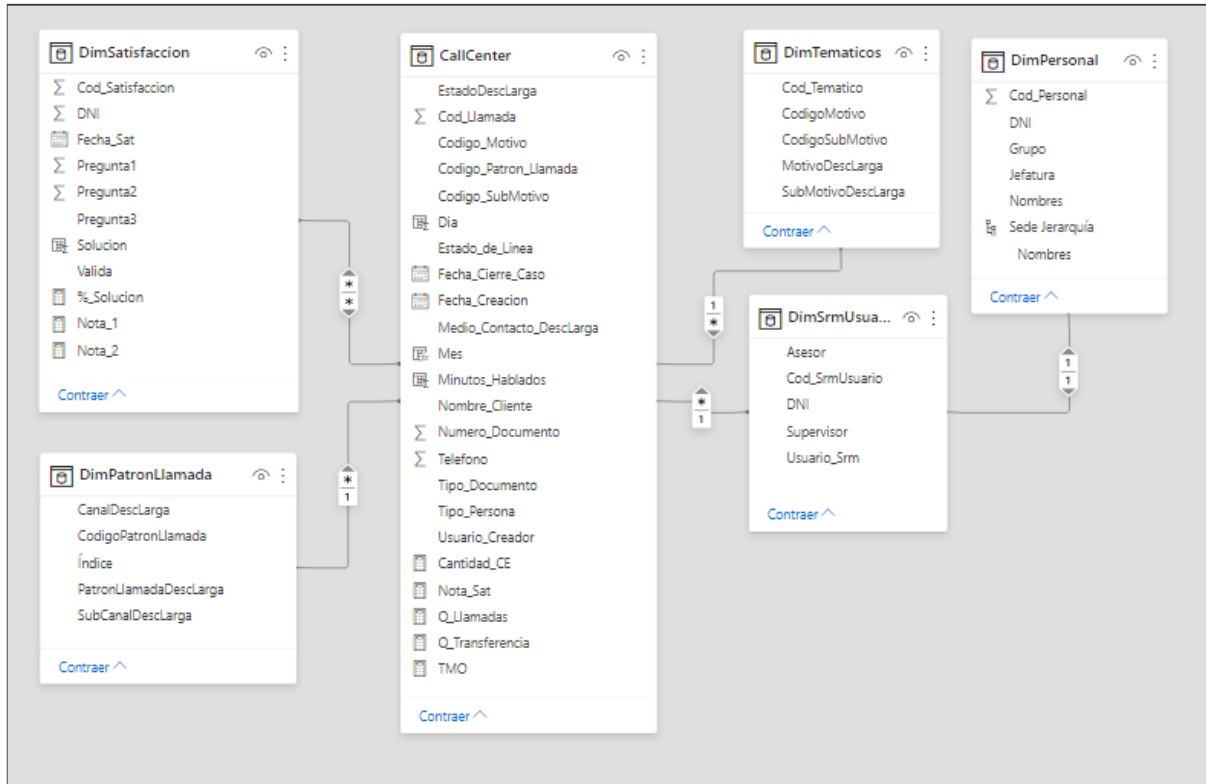 DimSatisfaccion
Cod_Satisfaccion
DNI
Fecha_Sat
Pregunta1
Pregunta2
Pregunta3
Solucion
Valida
%_Solucion
Nota_1
Nota_2
Contraer
DimPatronLlamada
CanalDescLarga
CodigoPatronLlamada
Índice
PatronLlamadaDescLarga
SubCanalDescLarga
Contraer
*
*
*
1
CallCenter
EstadoDescLarga
Cod_Llamada
Codigo_Motivo
Codigo_Patron_Llamada
Codigo_SubMotivo
Dia
Estado_de_Linea
Fecha_Cierre_Caso
Fecha_Creacion
Medio_Contacto_DescLarga
Mes
Minutos_Hablados
Nombre_Cliente
Numero_Documento
Telefono
Tipo_Documento
Tipo_Persona
Usuario_Creador
Cantidad_CE
Nota_Sat
Q_Llamadas
Q_Transferencia
TMO
Contraer
1
*
*
1
DimTematicos
Cod_Tematico
CodigoMotivo
CodigoSubMotivo
MotivoDescLarga
SubMotivoDescLarga
Contraer
DimSrmUsua...
Asesor
Cod_SrmUsuario
DNI
Supervisor
Usuario_Srm
Contraer
DimPersonal
Cod_Personal
DNI
Grupo
Jefatura
Nombres
Sede Jerarquía
Nombres
Contraer
1
1